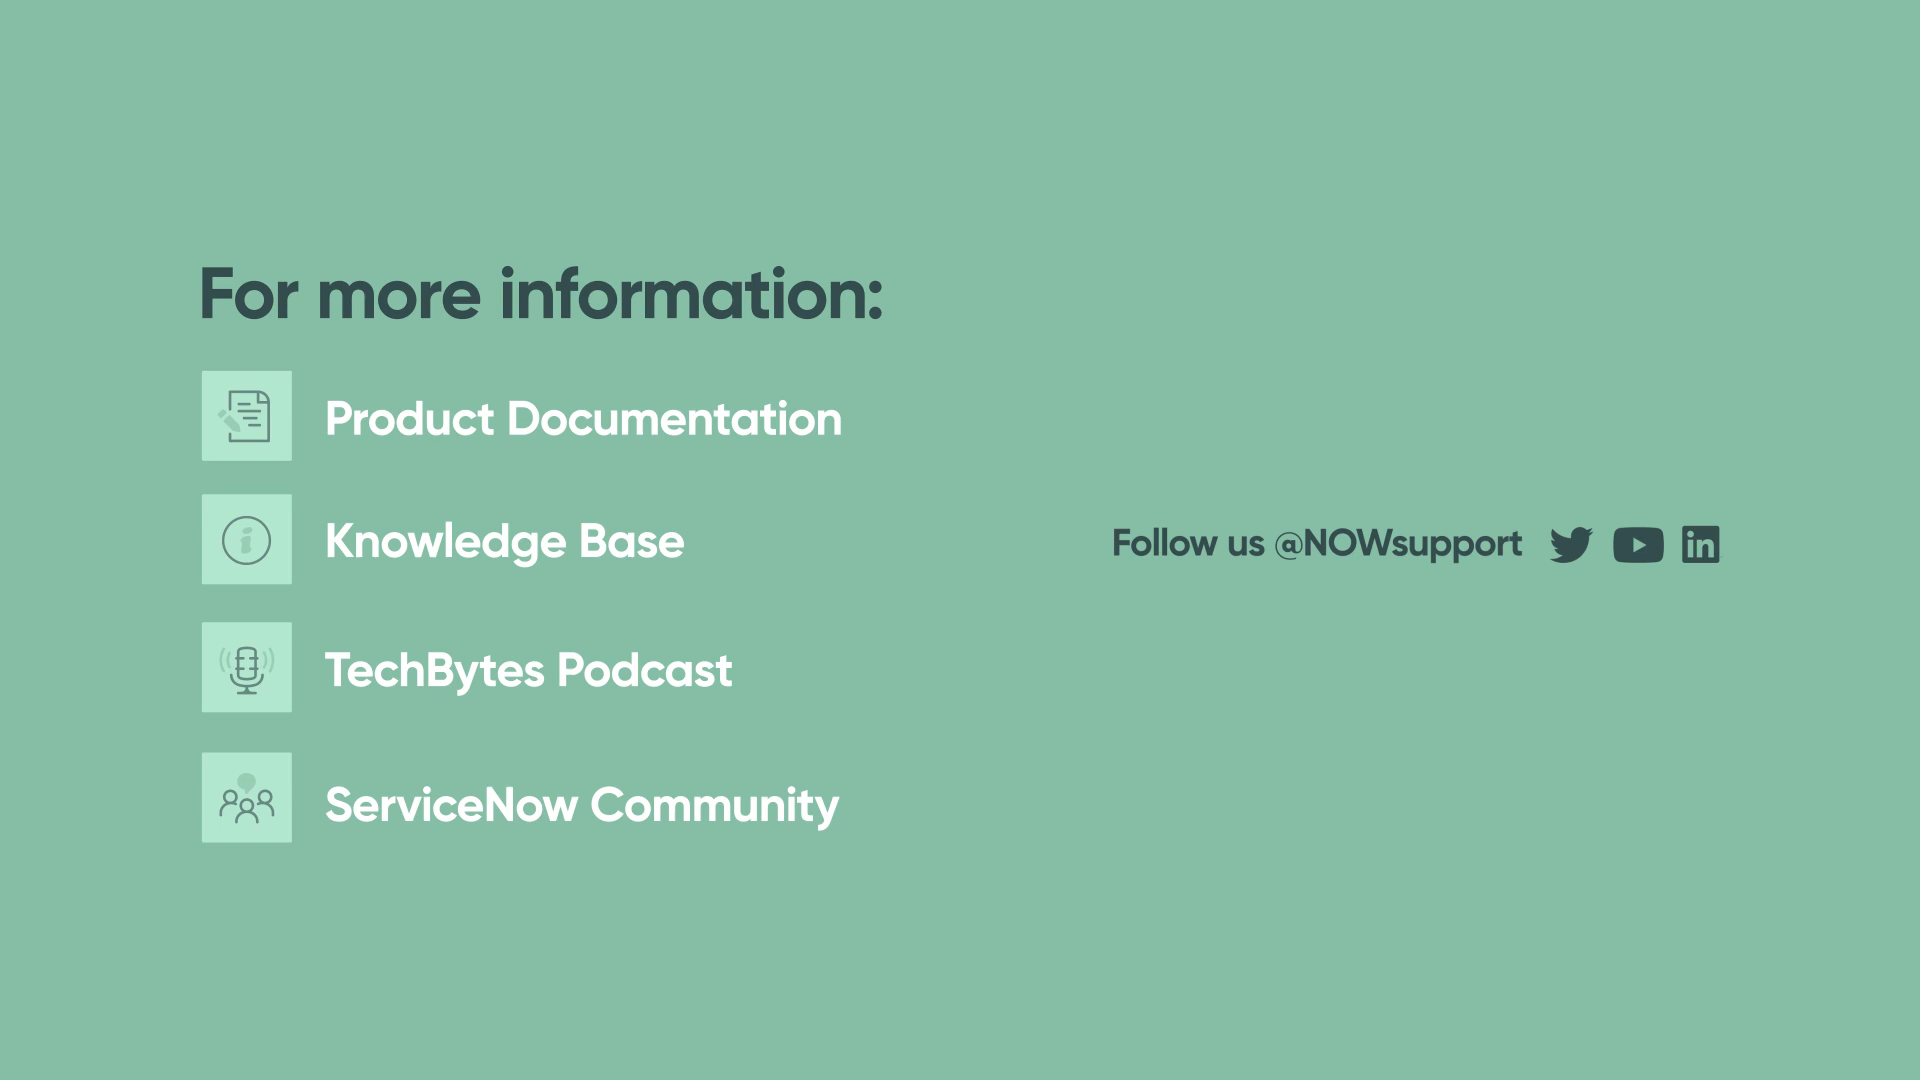 For more information:
Product Documentation
Knowledge Base
TechBytes Podcast
ServiceNow Community
Follow us @NOWsupport